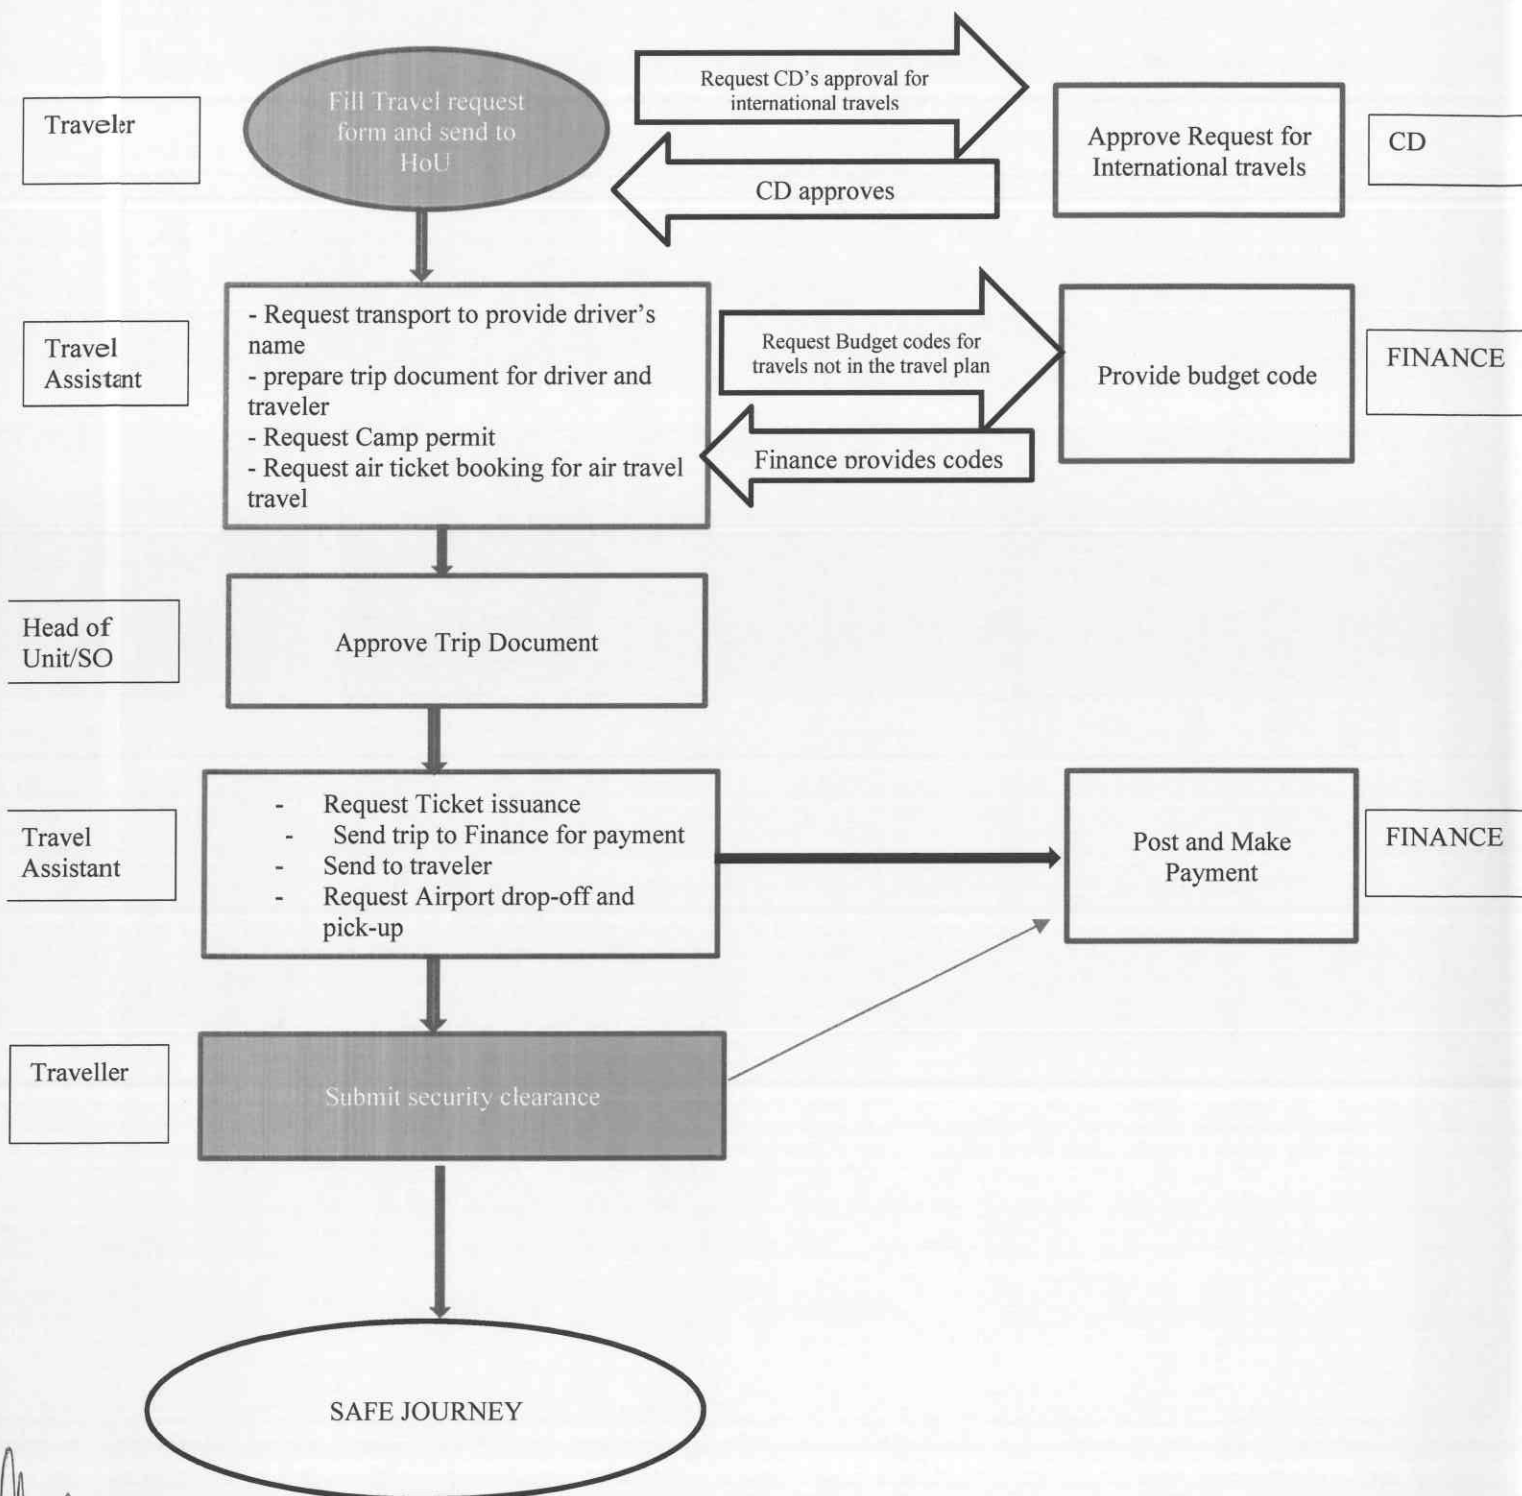 Traveler
Fill Travel request
form and send to
HoU
Request CD's approval for
international travels
CD approves
Approve Request for
International travels
CD
Travel
Assistant
- Request transport to provide driver's
name
- prepare trip document for driver and
traveler
- Request Camp permit
- Request air ticket booking for air travel
travel
Request Budget codes for
travels not in the travel plan
Finance provides codes
Provide budget code
FINANCE
Head of
Unit/SO
Approve Trip Document
Travel
Assistant
- Request Ticket issuance
- Send trip to Finance for payment
- Send to traveler
- Request Airport drop-off and
pick-up
Post and Make
Payment
FINANCE
Traveller
Submit security clearance
SAFE JOURNEY